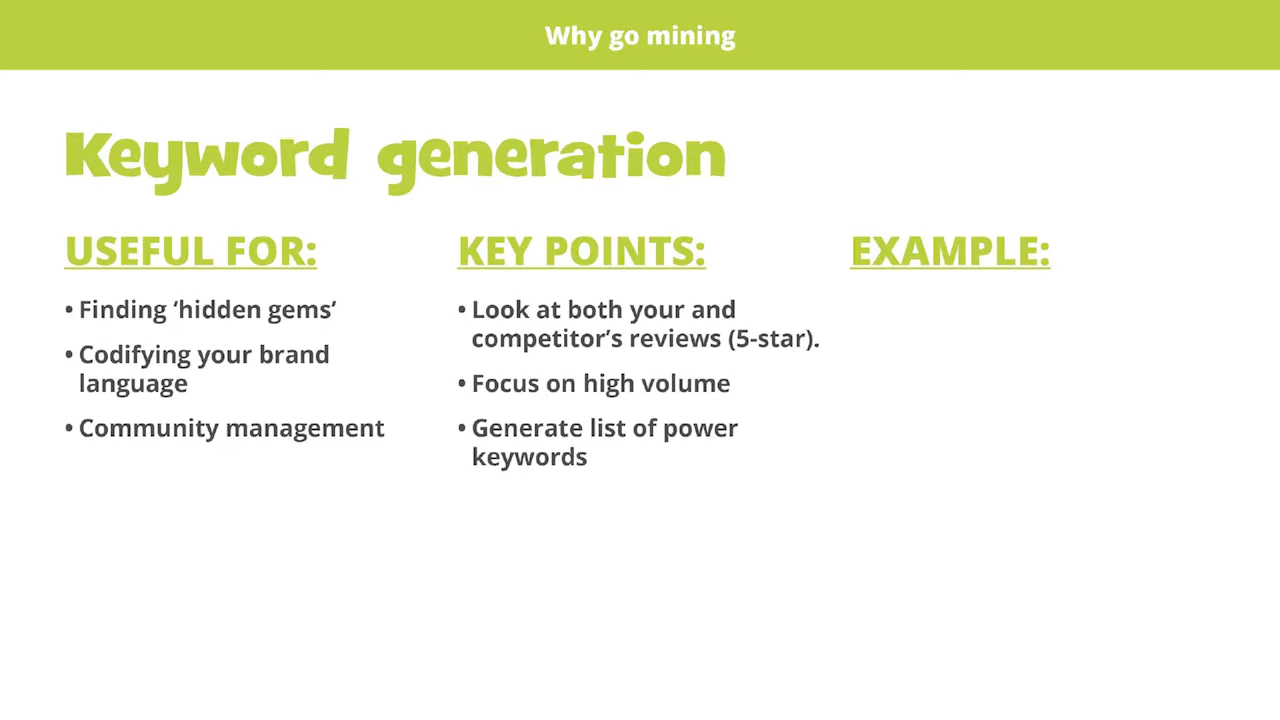 Why go mining
Keyword generation
USEFUL FOR:
• Finding ‘hidden gems’
• Codifying your brand
language
• Community management
KEY POINTS:
• Look at both your and
competitor’s reviews (5-star).
• Focus on high volume
• Generate list of power
keywords
EXAMPLE: